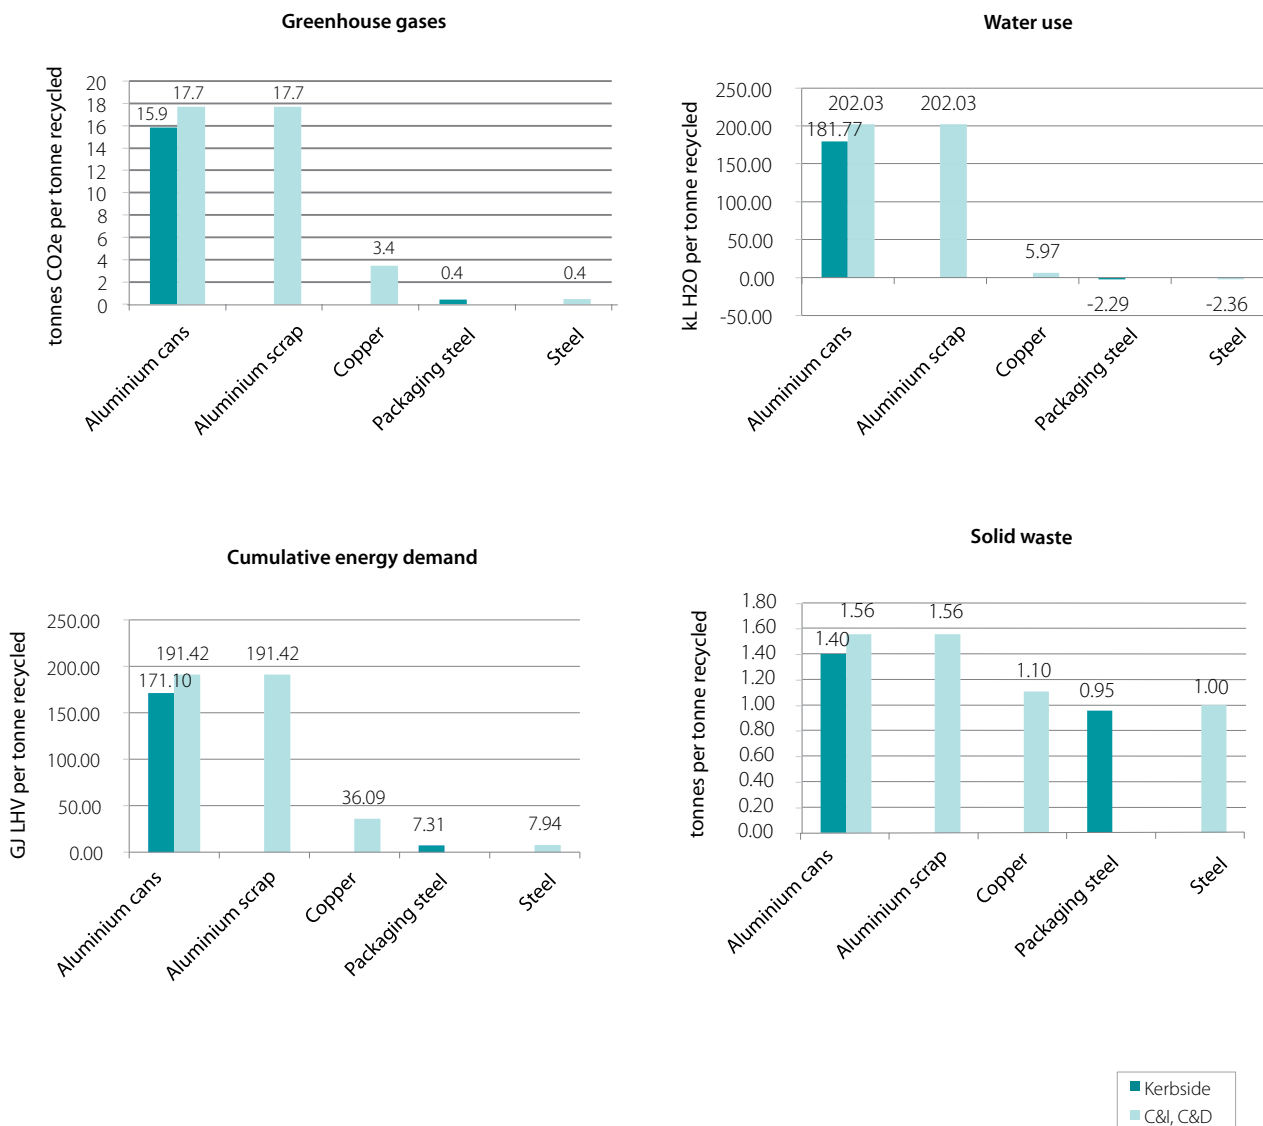 Greenhouse gases
tonnes CO2e per tonne recycled
20
18
16
14
12
10
8
6
4
2
0
15.9
17.7
17.7
3.4
0.4
0.4
Aluminium cans
Aluminium scrap
Copper
Packaging steel
Steel
Water use
kL H2O per tonne recycled
250.00
200.00
150.00
100.00
50.00
0.00
-50.00
181.77
202.03
202.03
5.97
-2.29
-2.36
Aluminium cans
Aluminium scrap
Copper
Packaging steel
Steel
Cumulative energy demand
GJ LHV per tonne recycled
250.00
200.00
150.00
100.00
50.00
0.00
171.10
191.42
191.42
36.09
7.31
7.94
Aluminium cans
Aluminium scrap
Copper
Packaging steel
Steel
Solid waste
tonnes per tonne recycled
1.80
1.60
1.40
1.20
1.00
0.80
0.60
0.40
0.20
0.00
1.40
1.56
1.56
1.10
0.95
1.00
Aluminium cans
Aluminium scrap
Copper
Packaging steel
Steel
Kerbside
C&I, C&D